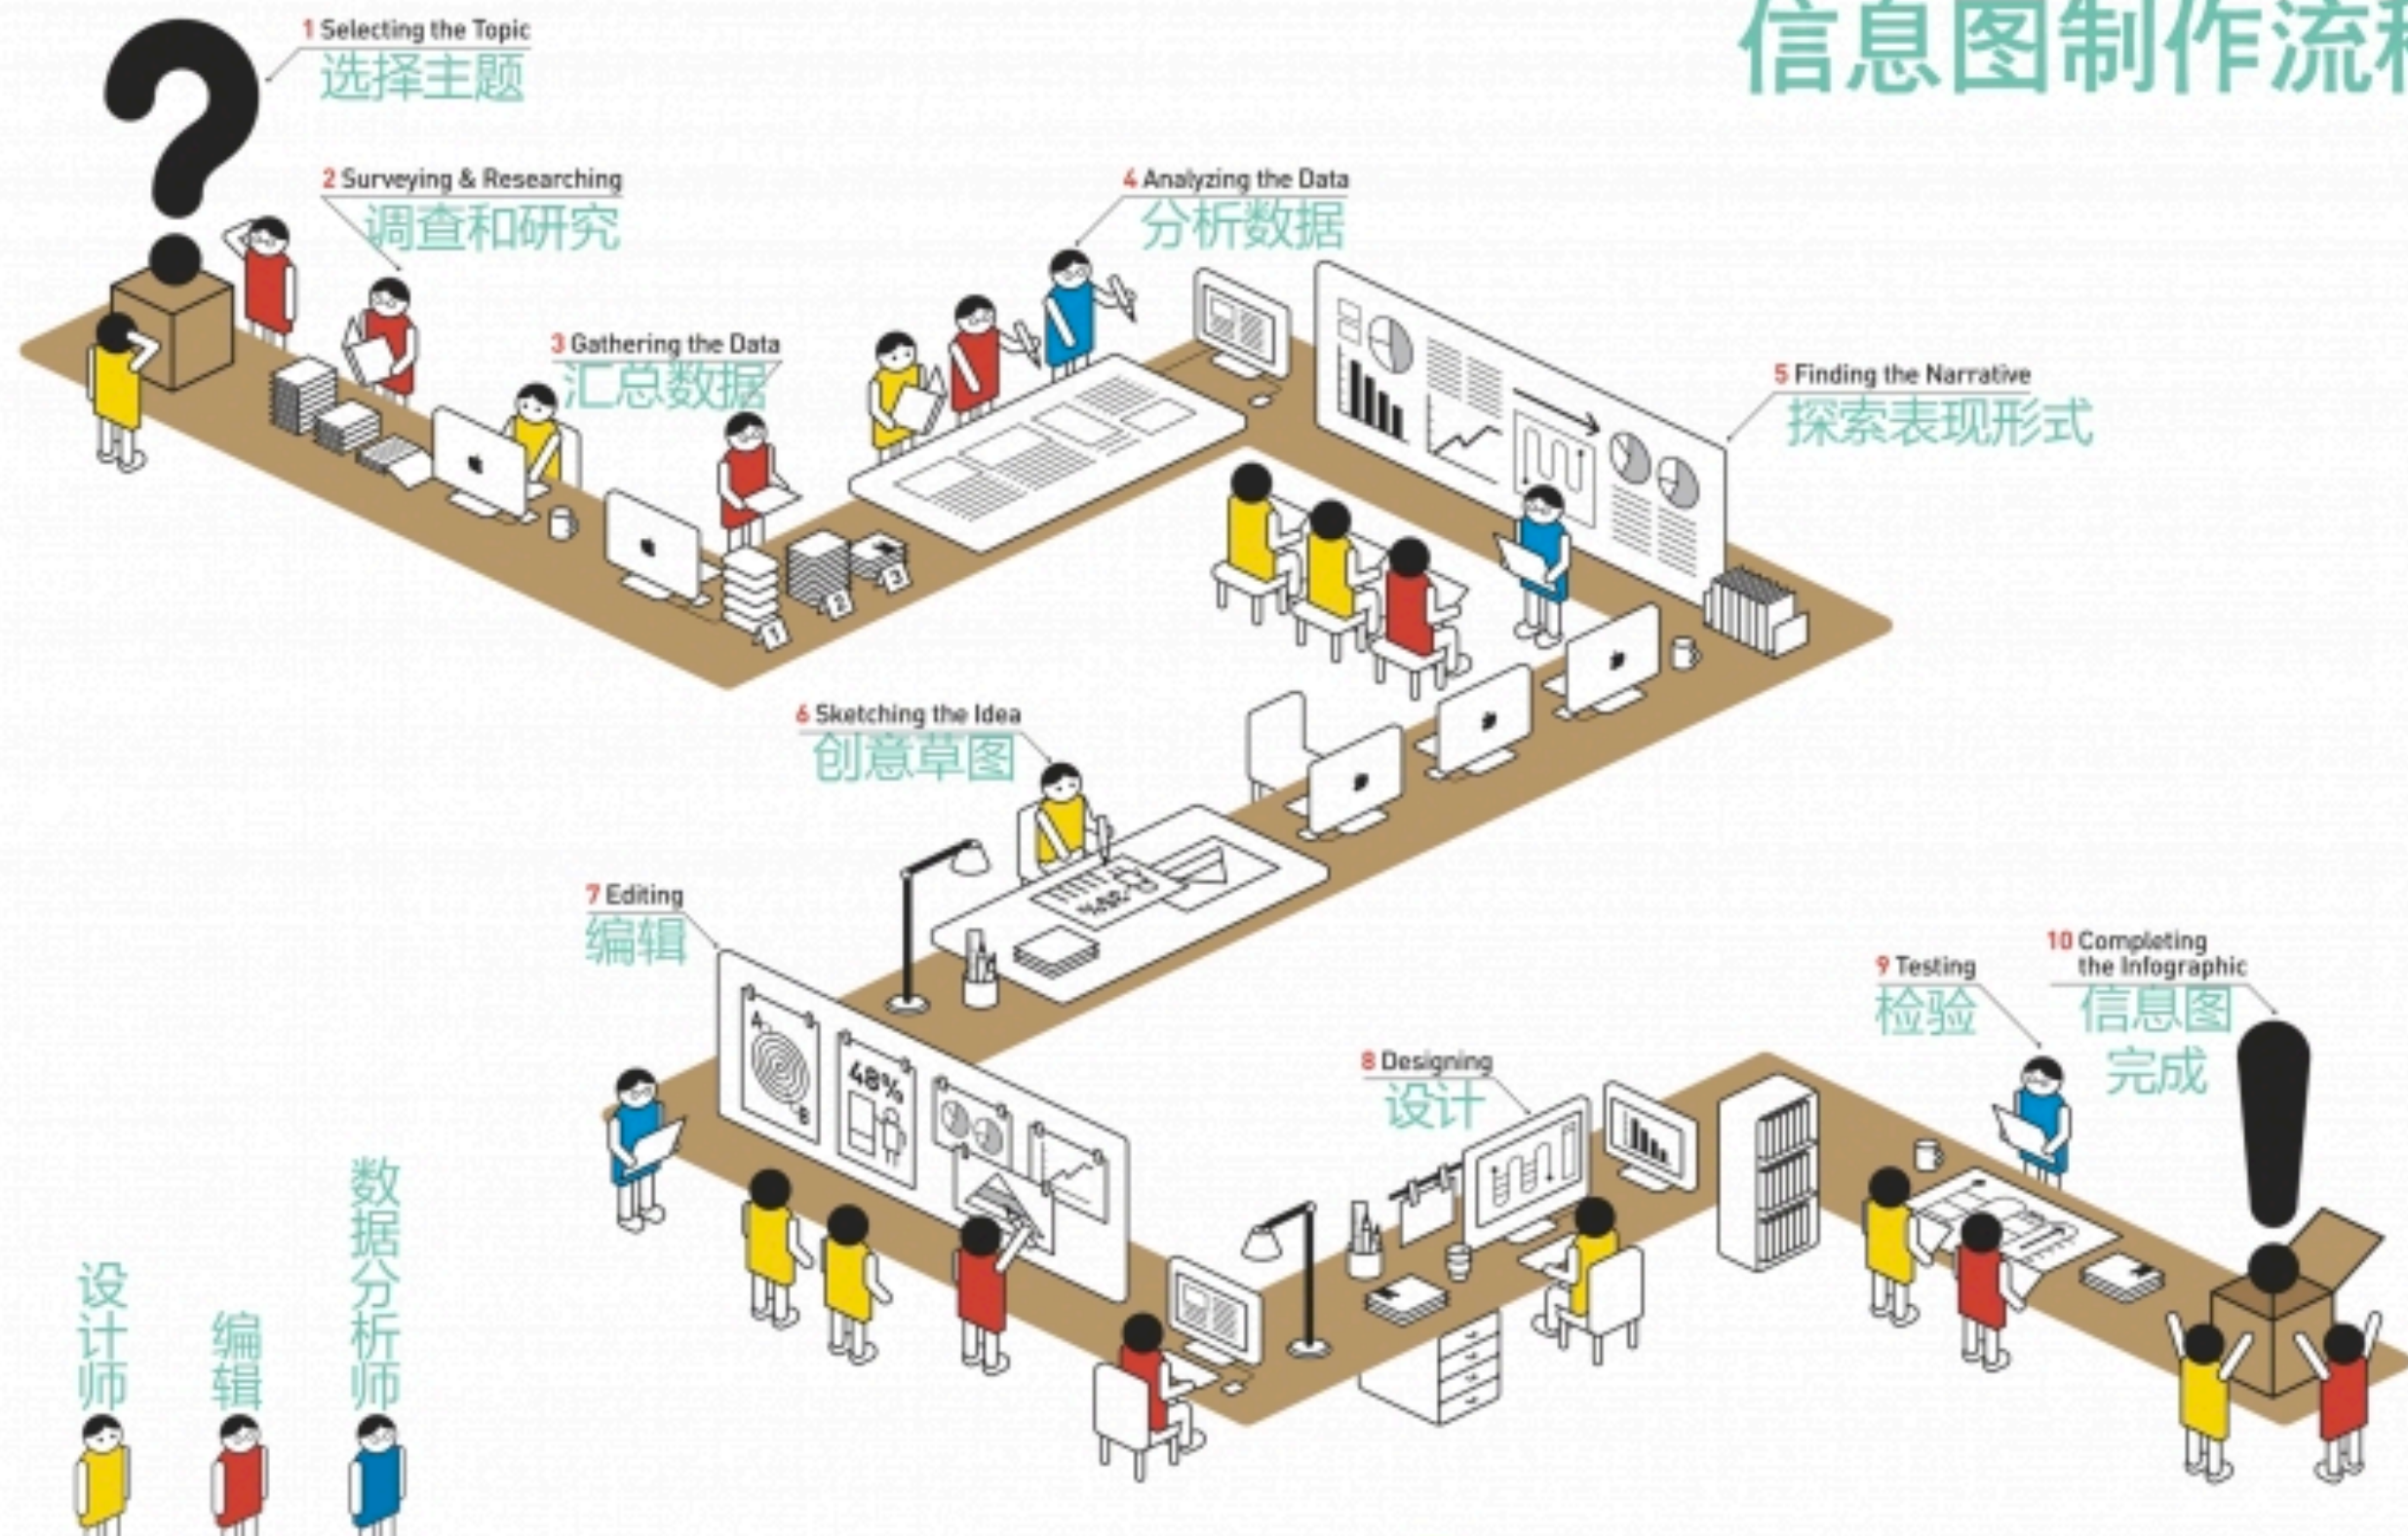 信息图制作流程
1 Selecting the Topic
选择主题
2 Surveying & Researching
调查和研究
3 Gathering the Data
汇总数据
4 Analyzing the Data
分析数据
5 Finding the Narrative
探索表现形式
1
2
3
6 Sketching the Idea
创意草图
7 Editing
编辑
A
B
48%
8 Designing
设计
9 Testing
检验
10 Completing
the Infographic
信息图
完成
设计师
编辑
数据分析师